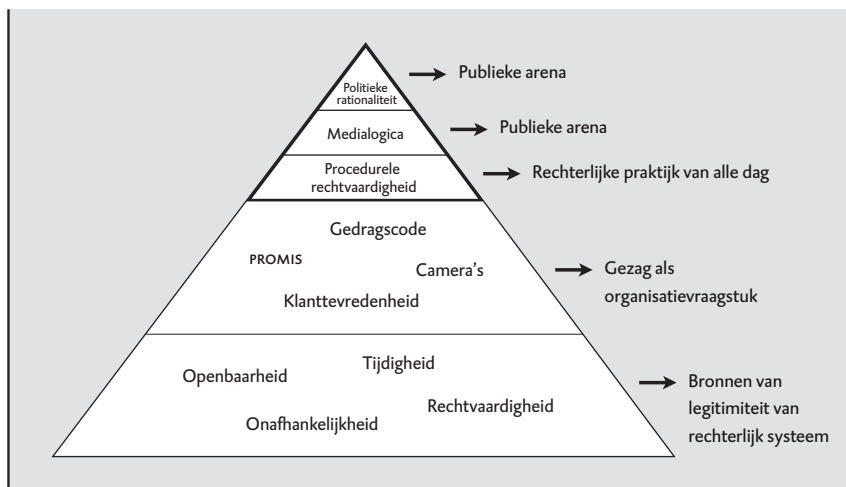 Politieke
rationaliteit
Publieke arena
Medialogica
Publieke arena
Procedurele
rechtvaardigheid
Rechterlijke praktijk van alle dag
Gedragscode
PROMIS
Camera's
Klanttevredenheid
Gezag als
organisatievraagstuk
Openbaarheid
Tijdigheid
Rechtvaardigheid
Onafhankelijkheid
Bronnen van
legitimiteit van
rechterlijk systeem